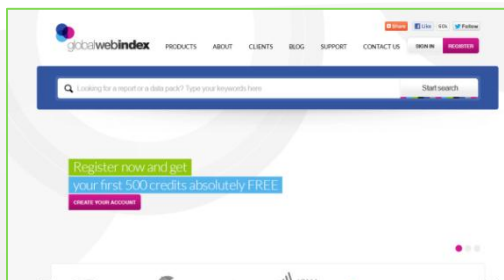 Share Like Follow
globalwebindex PRODUCTS ABOUT CLIENTS BLOG SUPPORT CONTACT US SIGN IN REGISTER
Looking for a report or a data pack? Type your keywords here Start search
Register now and get
your first 500 credits absolutely FREE
CREATE YOUR ACCOUNT